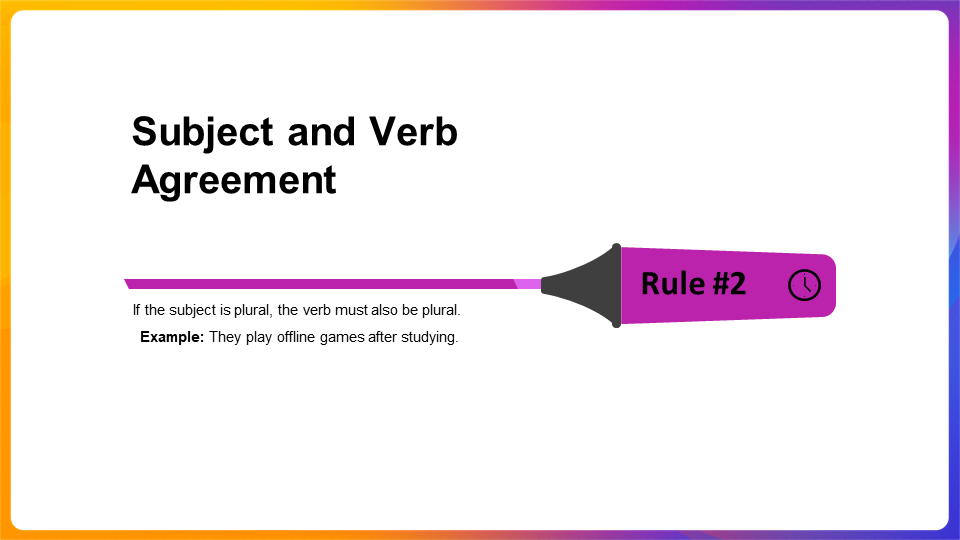 Subject and Verb
Agreement
Rule #2
If the subject is plural, the verb must also be plural.
Example: They play offline games after studying.